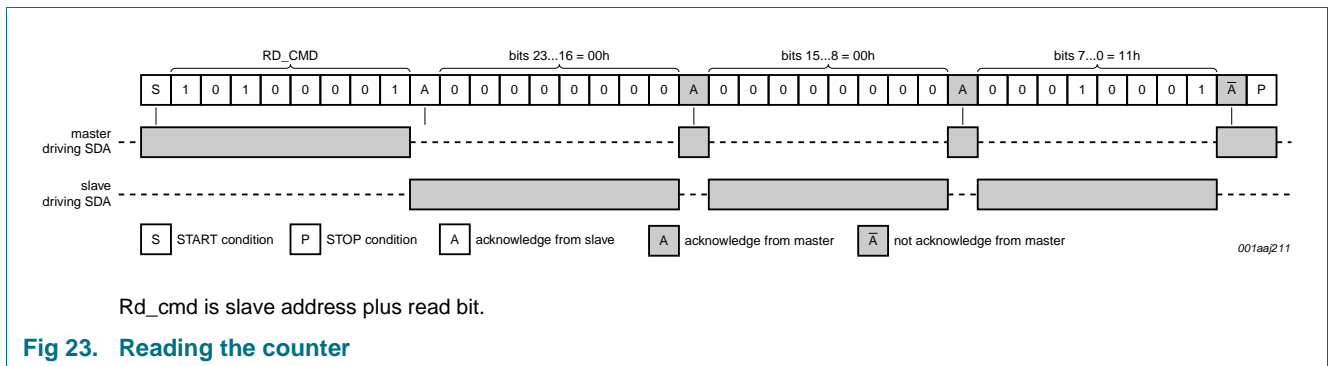 RD_CMD bits 23...16 = 00h bits 15...8 = 00h bits 7...0 = 11h
S 1 0 1 0 0 0 0 1 A 0 0 0 0 0 0 0 0 A 0 0 0 0 0 0 0 0 A 0 0 0 1 0 0 0 1 A̅ P
master
driving SDA
slave
driving SDA
S START condition P STOP condition A acknowledge from slave A acknowledge from master A̅ not acknowledge from master
001aaj211
Rd_cmd is slave address plus read bit.
Fig 23. Reading the counter